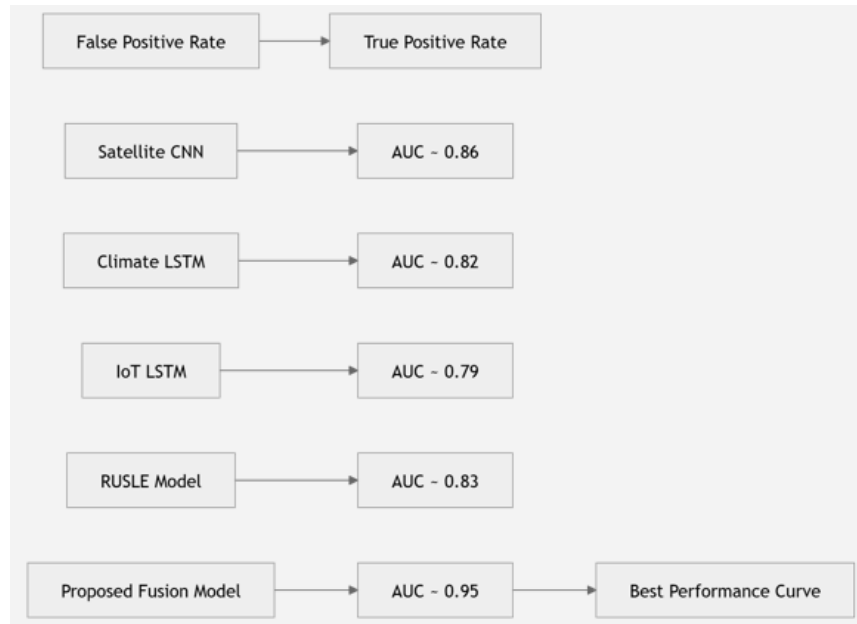 False Positive Rate
True Positive Rate
Satellite CNN
AUC ~ 0.86
Climate LSTM
AUC ~ 0.82
IoT LSTM
AUC ~ 0.79
RUSLE Model
AUC ~ 0.83
Proposed Fusion Model
AUC ~ 0.95
Best Performance Curve